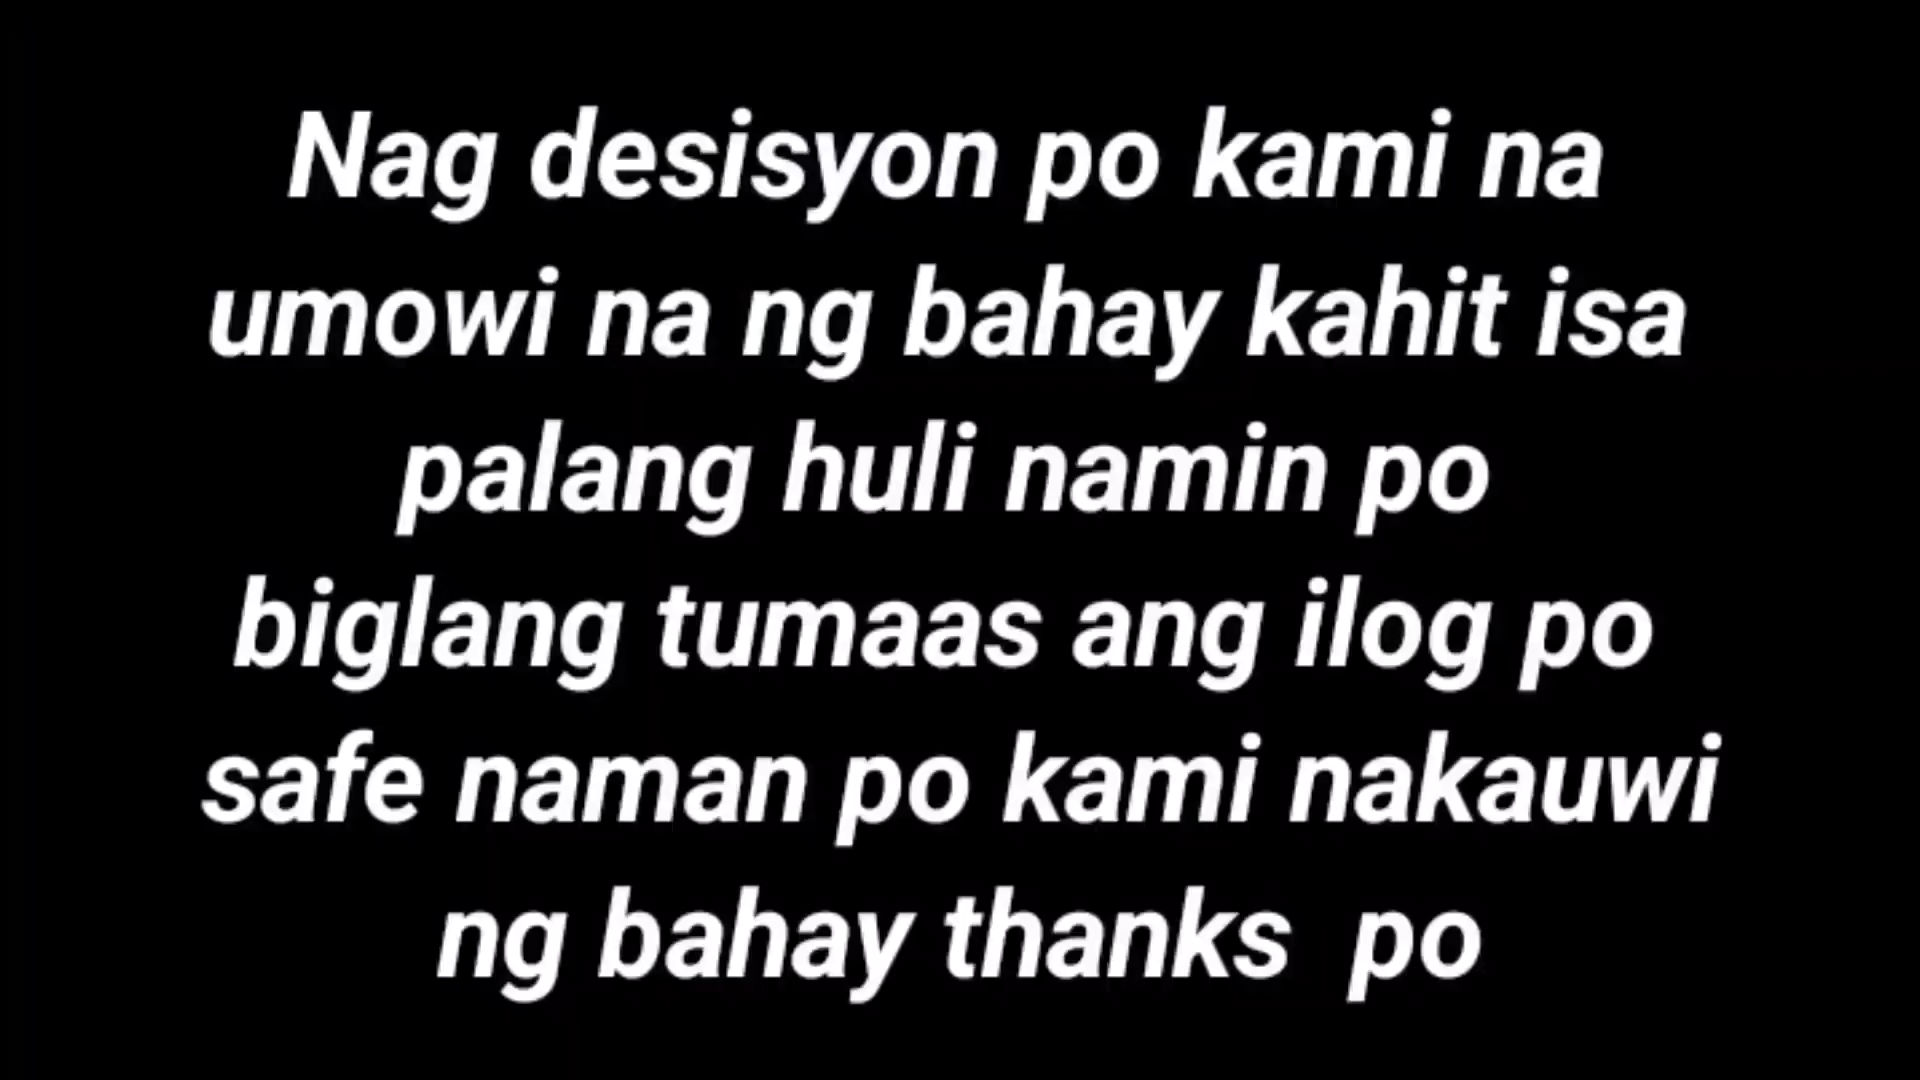 Nag desisyon po kami na
umowi na ng bahay kahit isa
palang huli namin po
biglang tumaas ang ilog po
safe naman po kami nakauwi
ng bahay thanks  po